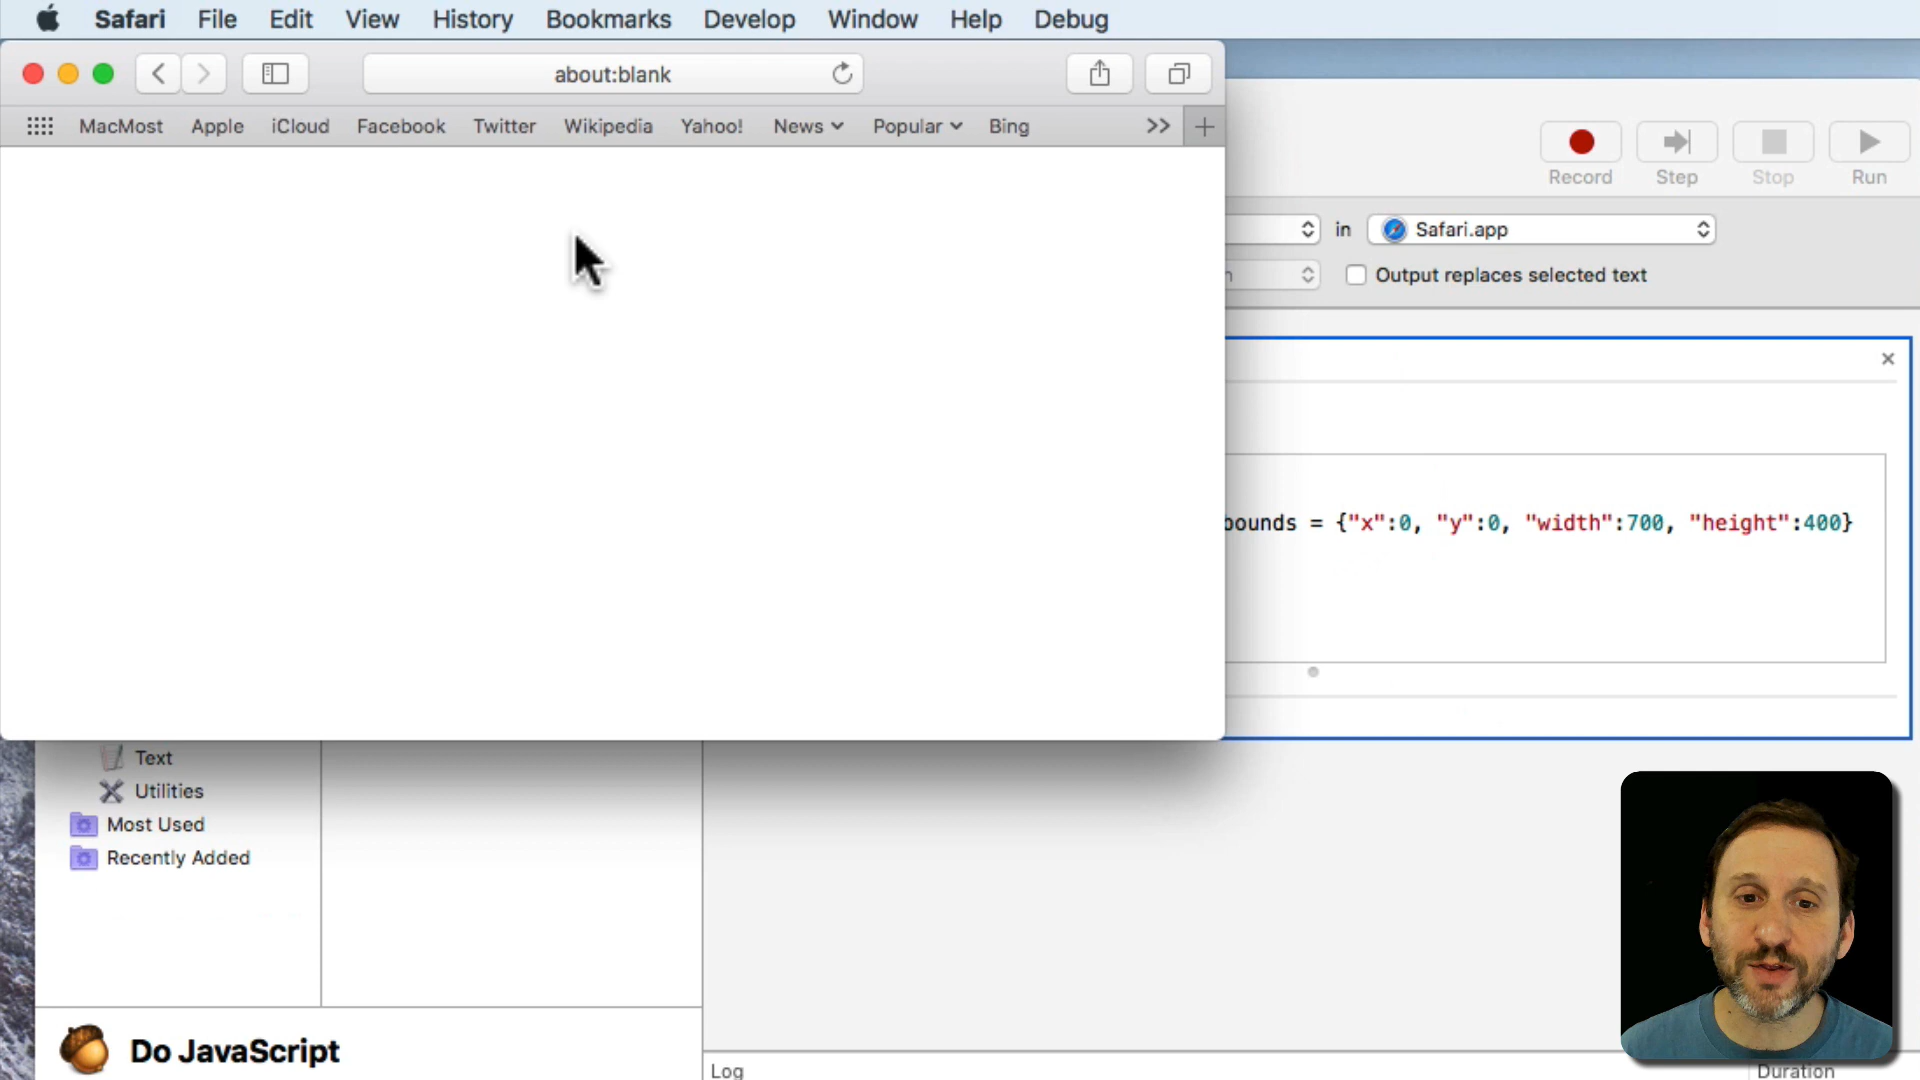 Safari File Edit View History Bookmarks Develop Window Help Debug
about:blank
MacMost Apple iCloud Facebook Twitter Wikipedia Yahoo! News Popular Bing >>
Record Step Stop Run
in Safari.app
Output replaces selected text
bounds = {"x":0, "y":0, "width":700, "height":400}
Text
Utilities
Most Used
Recently Added
Do JavaScript
Log Duration